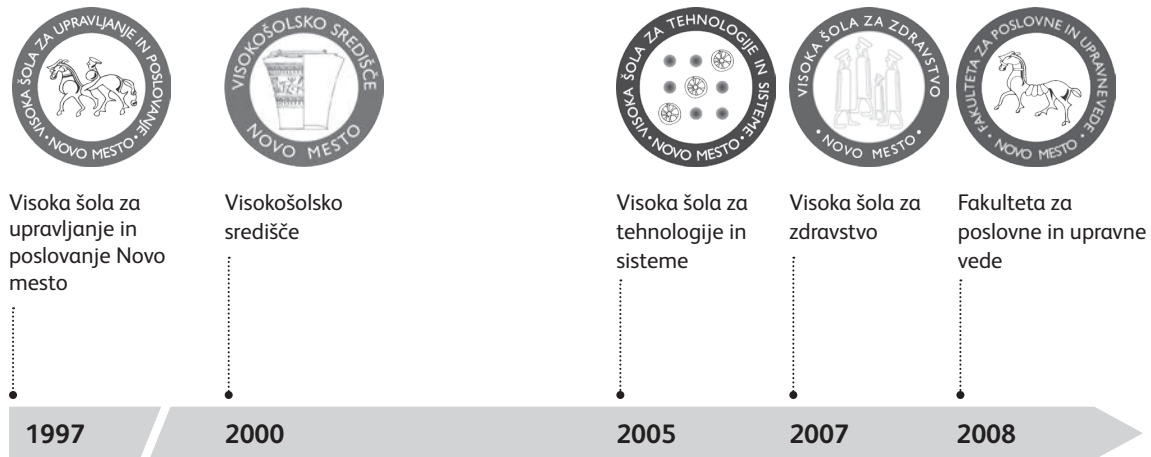 VISOKA ŠOLA ZA UPRAVLJANJE IN POSLOVANJE • NOVO MESTO •
VISOKOŠOLSKO SREDIŠČE
NOVO MESTO
VISOKA ŠOLA ZA TEHNOLOGIJE IN SISTEME • NOVO MESTO •
VISOKA ŠOLA ZA ZDRAVSTVO
• NOVO MESTO •
FAKULTETA ZA POSLOVNE IN UPRAVNE VEDE • NOVO MESTO •
Visoka šola za
upravljanje in
poslovanje Novo
mesto
Visokošolsko
središče
Visoka šola za
tehnologije in
sisteme
Visoka šola za
zdravstvo
Fakulteta za
poslovne in upravne
vede
1997
2000
2005
2007
2008